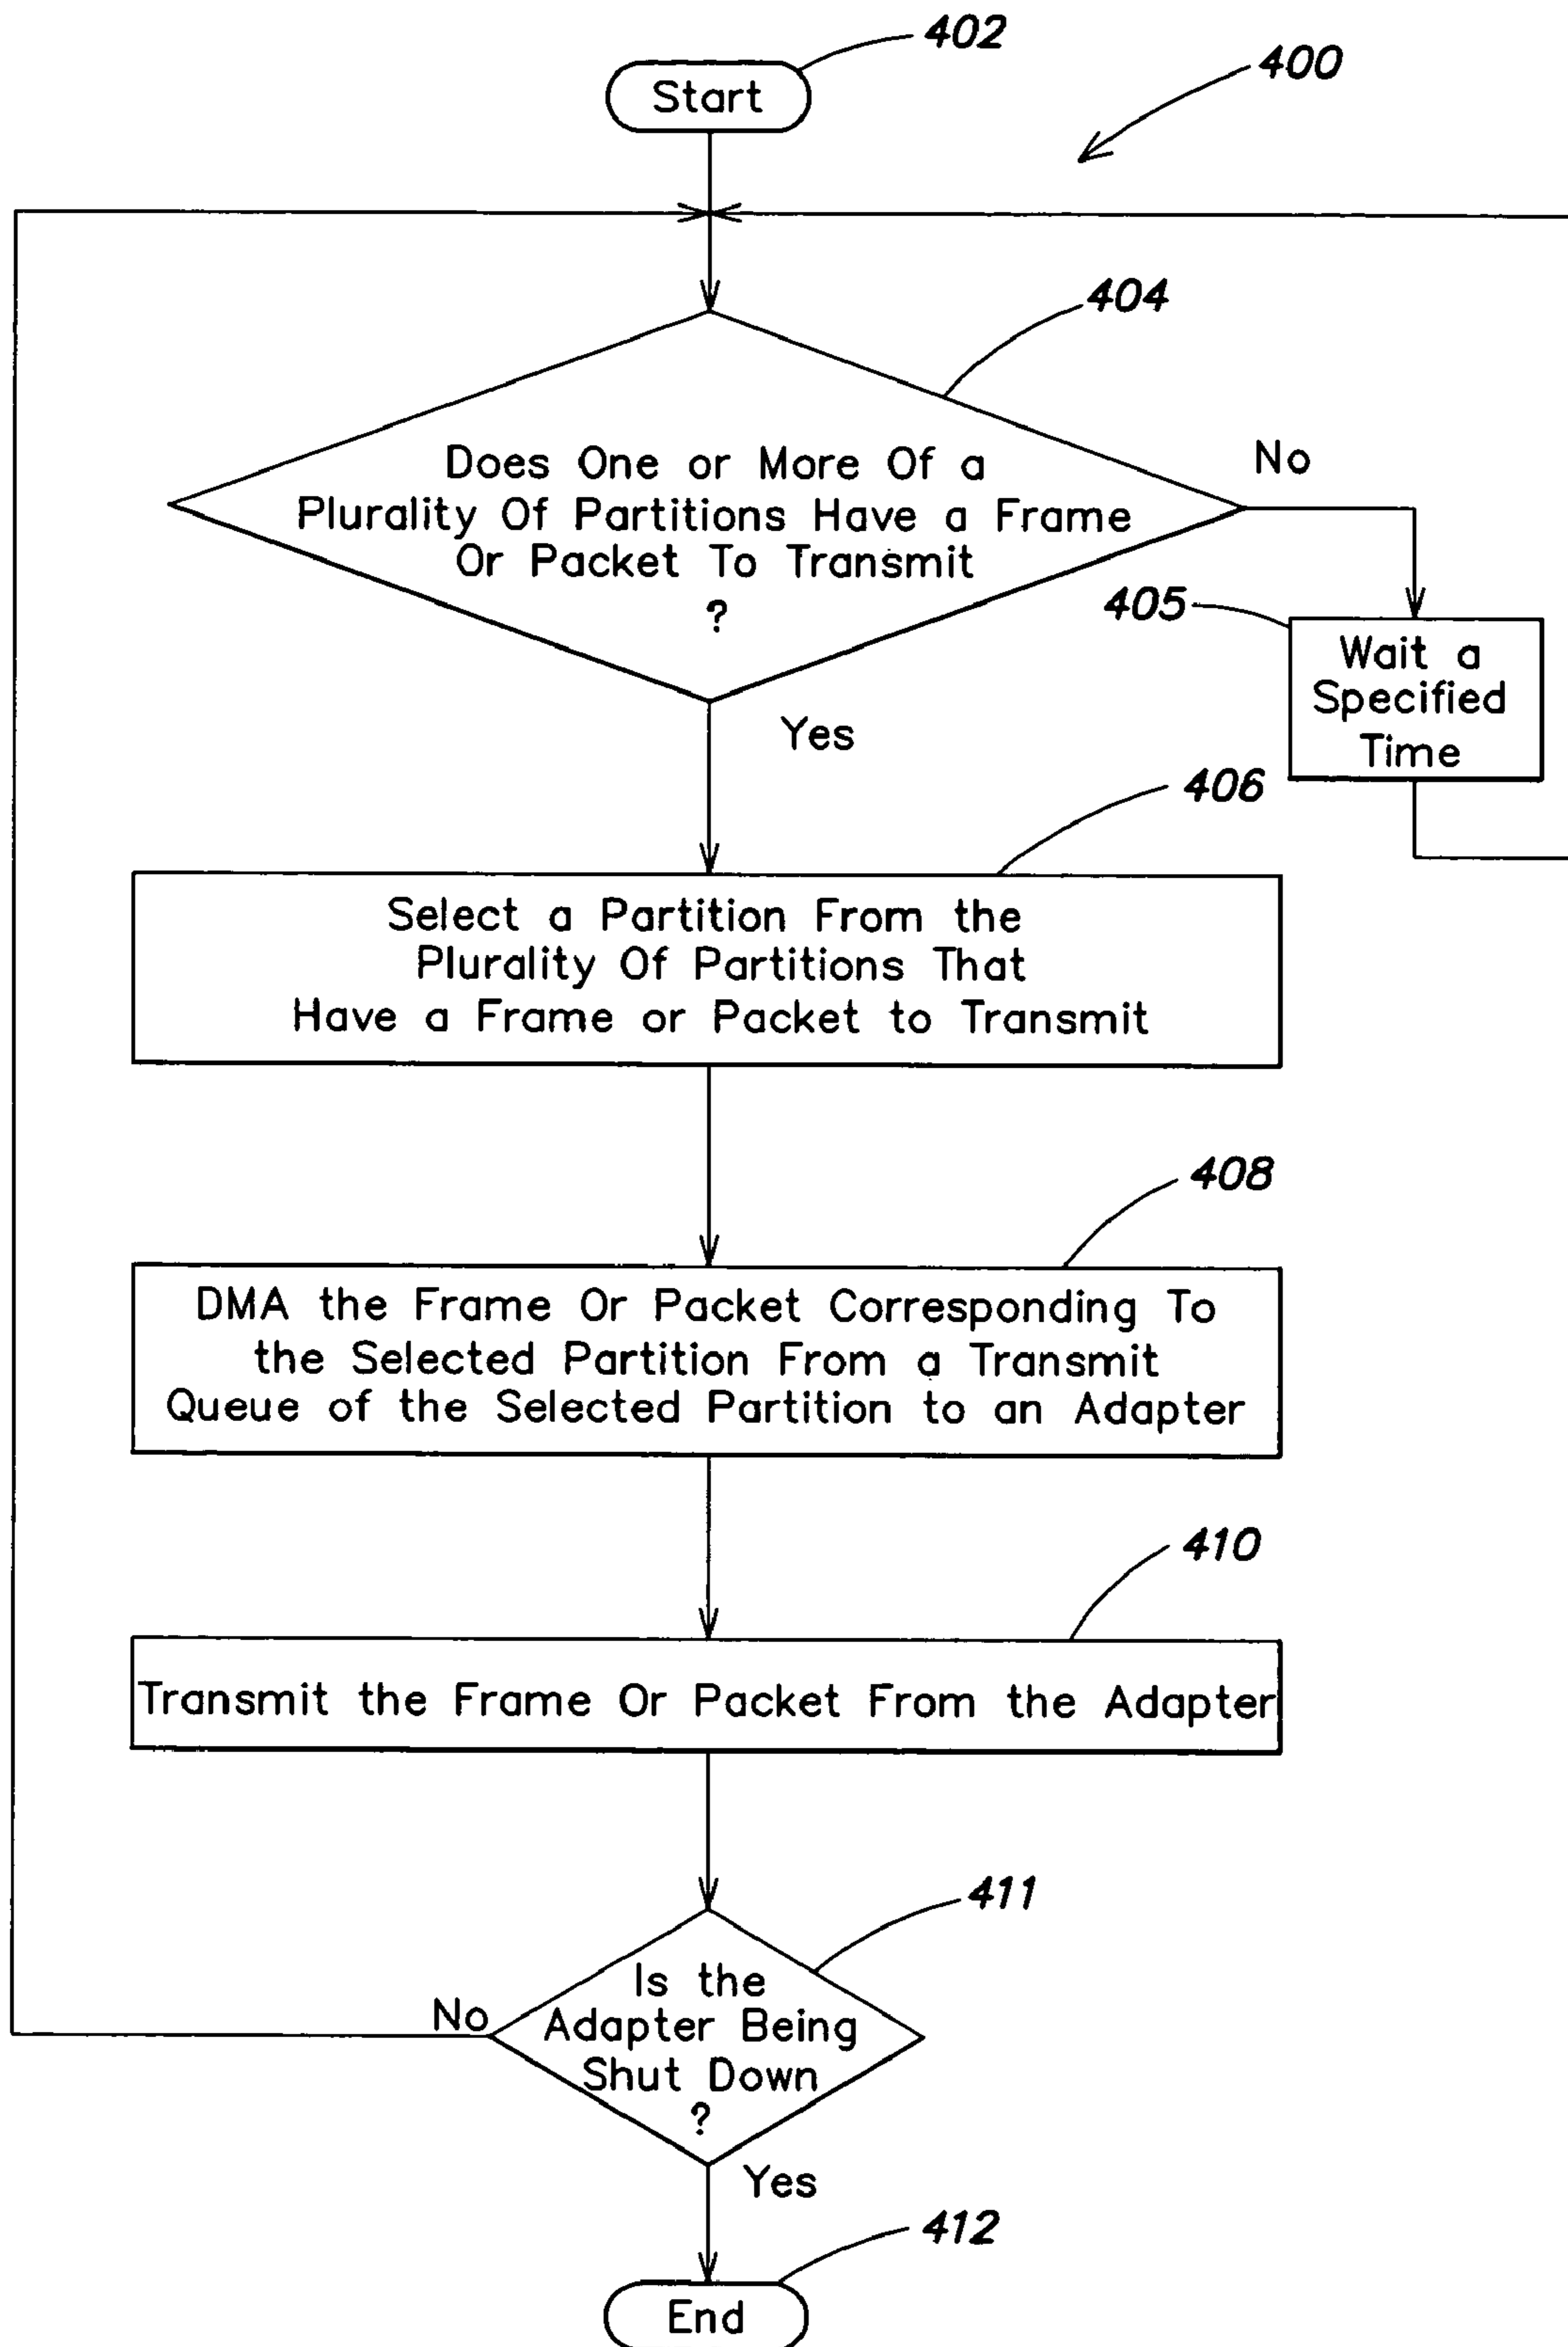 402
Start
400
404
Does One or More Of a
Plurality Of Partitions Have a Frame
Or Packet To Transmit
?
No
405
Wait a
Specified
Time
Yes
406
Select a Partition From the
Plurality Of Partitions That
Have a Frame or Packet to Transmit
408
DMA the Frame Or Packet Corresponding To
the Selected Partition From a Transmit
Queue of the Selected Partition to an Adapter
410
Transmit the Frame Or Packet From the Adapter
411
Is the
Adapter Being
Shut Down
?
No
Yes
412
End